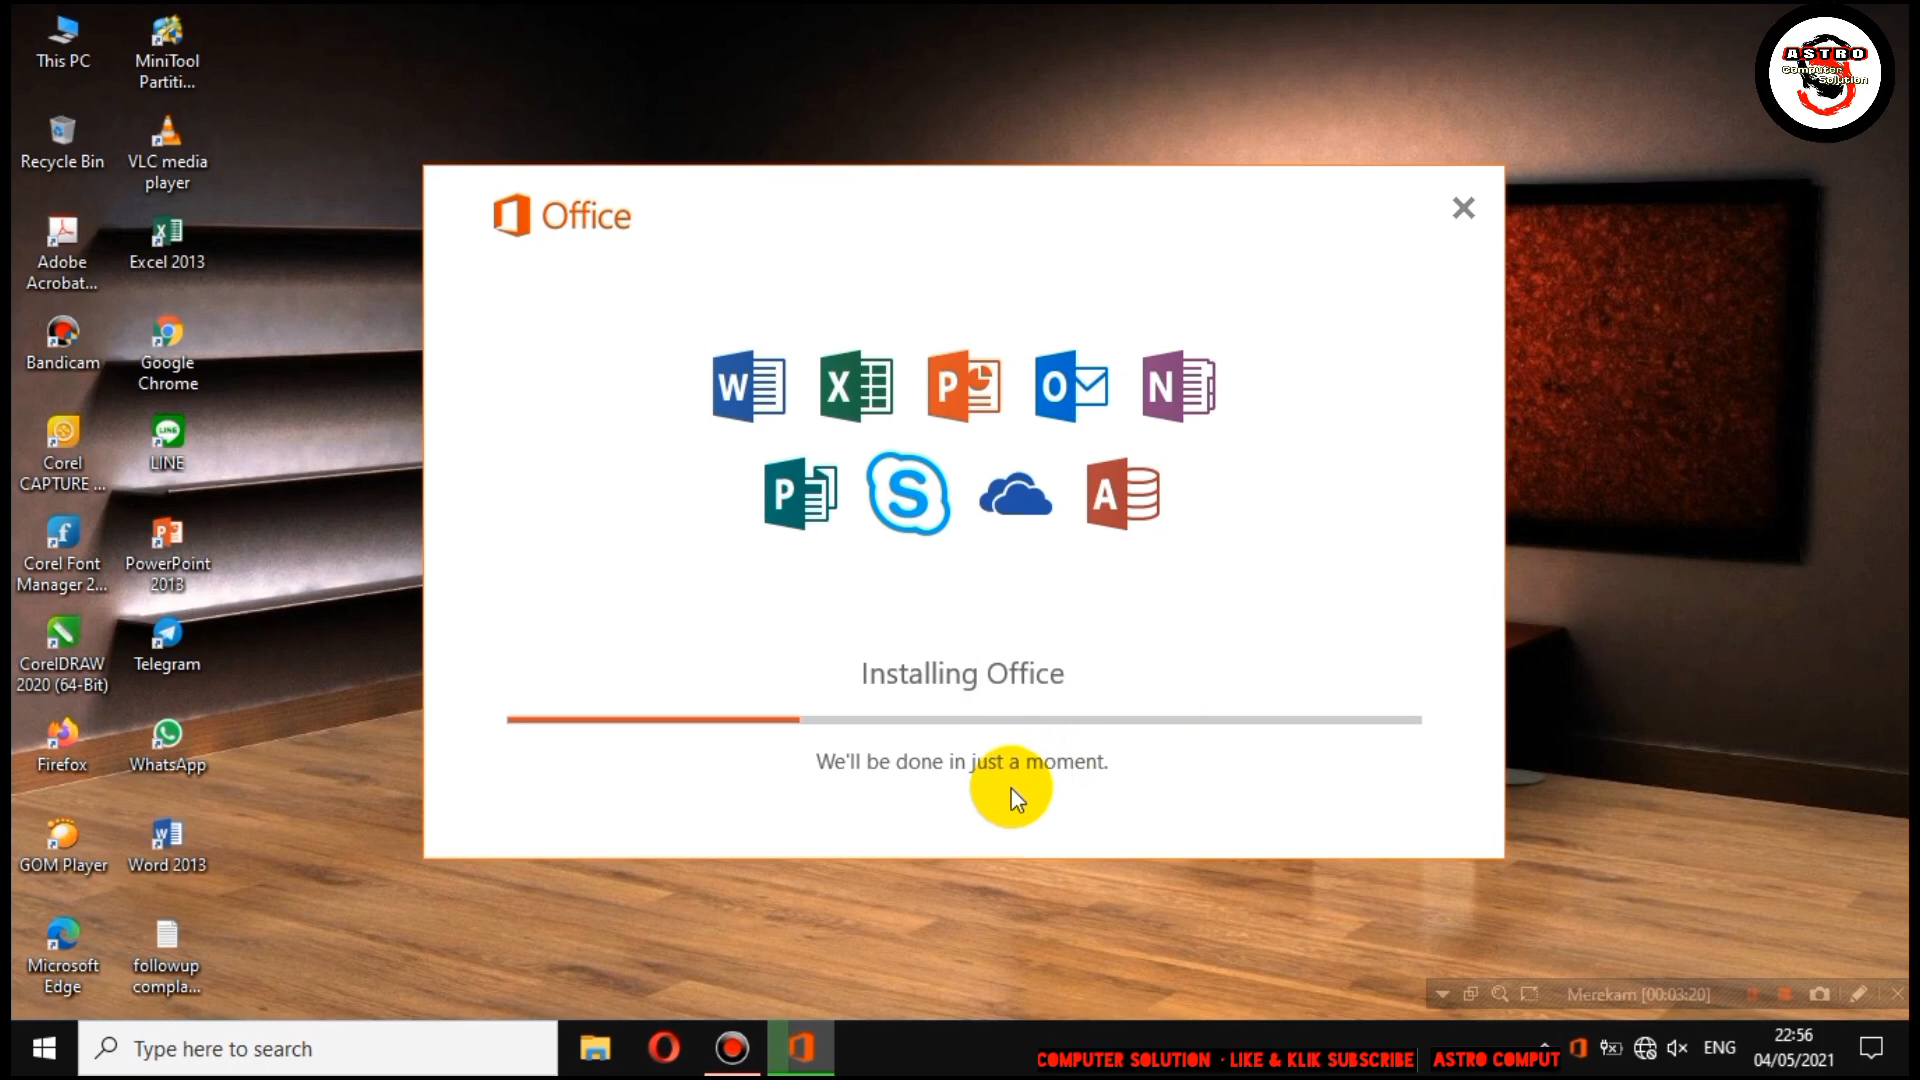 This PC
MiniTool
Partiti...
Recycle Bin
VLC media
player
Adobe
Acrobat...
Excel 2013
Bandicam
Google
Chrome
Corel
CAPTURE ...
LINE
Corel Font
Manager 2...
PowerPoint
2013
CorelDRAW
2020 (64-Bit)
Telegram
Firefox
WhatsApp
GOM Player
Word 2013
Microsoft
Edge
followup
compla...
ASTRO
Computer
Solution
Office
W X P O N
P S A
Installing Office
We'll be done in just a moment.
Merekam [00:03:20]
Type here to search
COMPUTER SOLUTION - LIKE & KLIK SUBSCRIBE
ASTRO COMPUT
ENG
22:56
04/05/2021